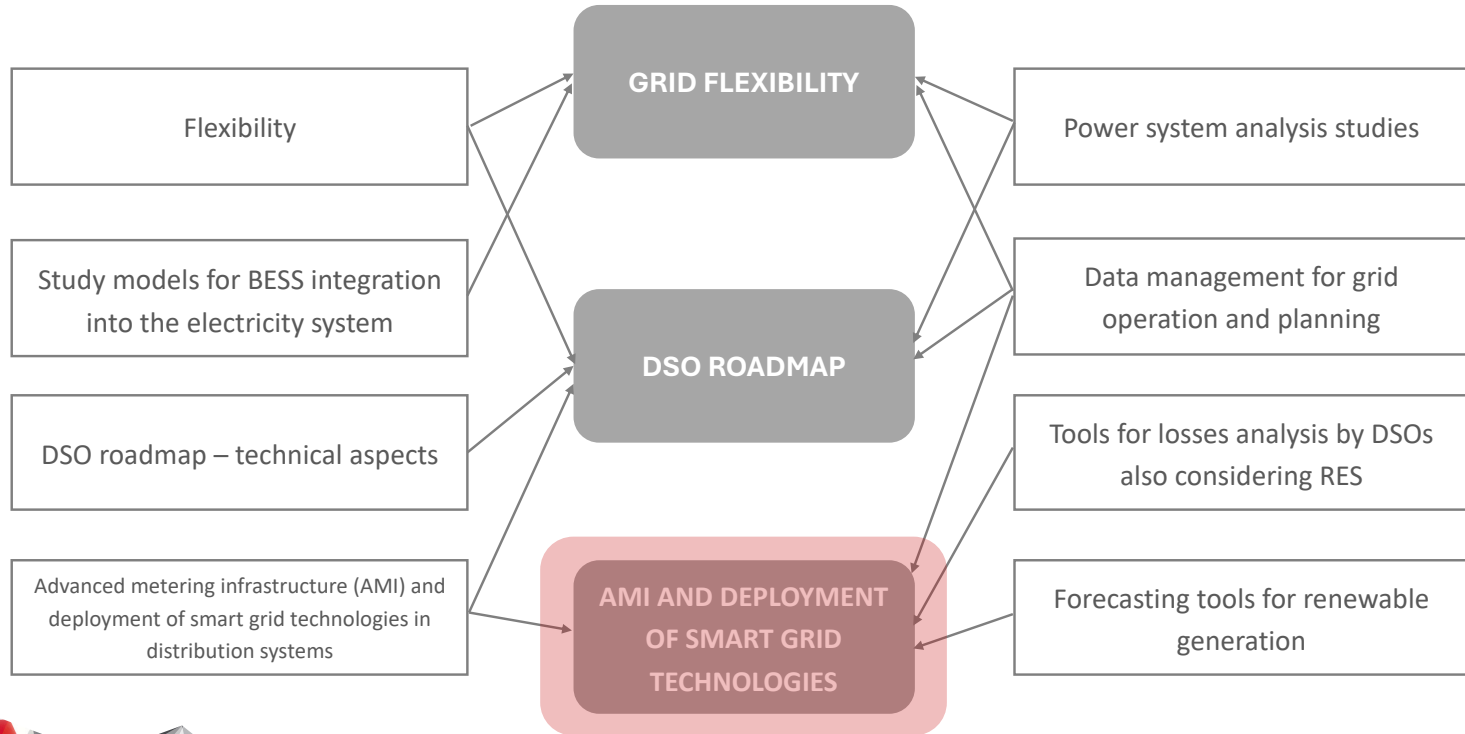 GRID FLEXIBILITY
Flexibility
Power system analysis studies
Study models for BESS integration
into the electricity system
Data management for grid
operation and planning
DSO ROADMAP
DSO roadmap – technical aspects
Tools for losses analysis by DSOs
also considering RES
Advanced metering infrastructure (AMI) and
deployment of smart grid technologies in
distribution systems
AMI AND DEPLOYMENT
OF SMART GRID
TECHNOLOGIES
Forecasting tools for renewable
generation